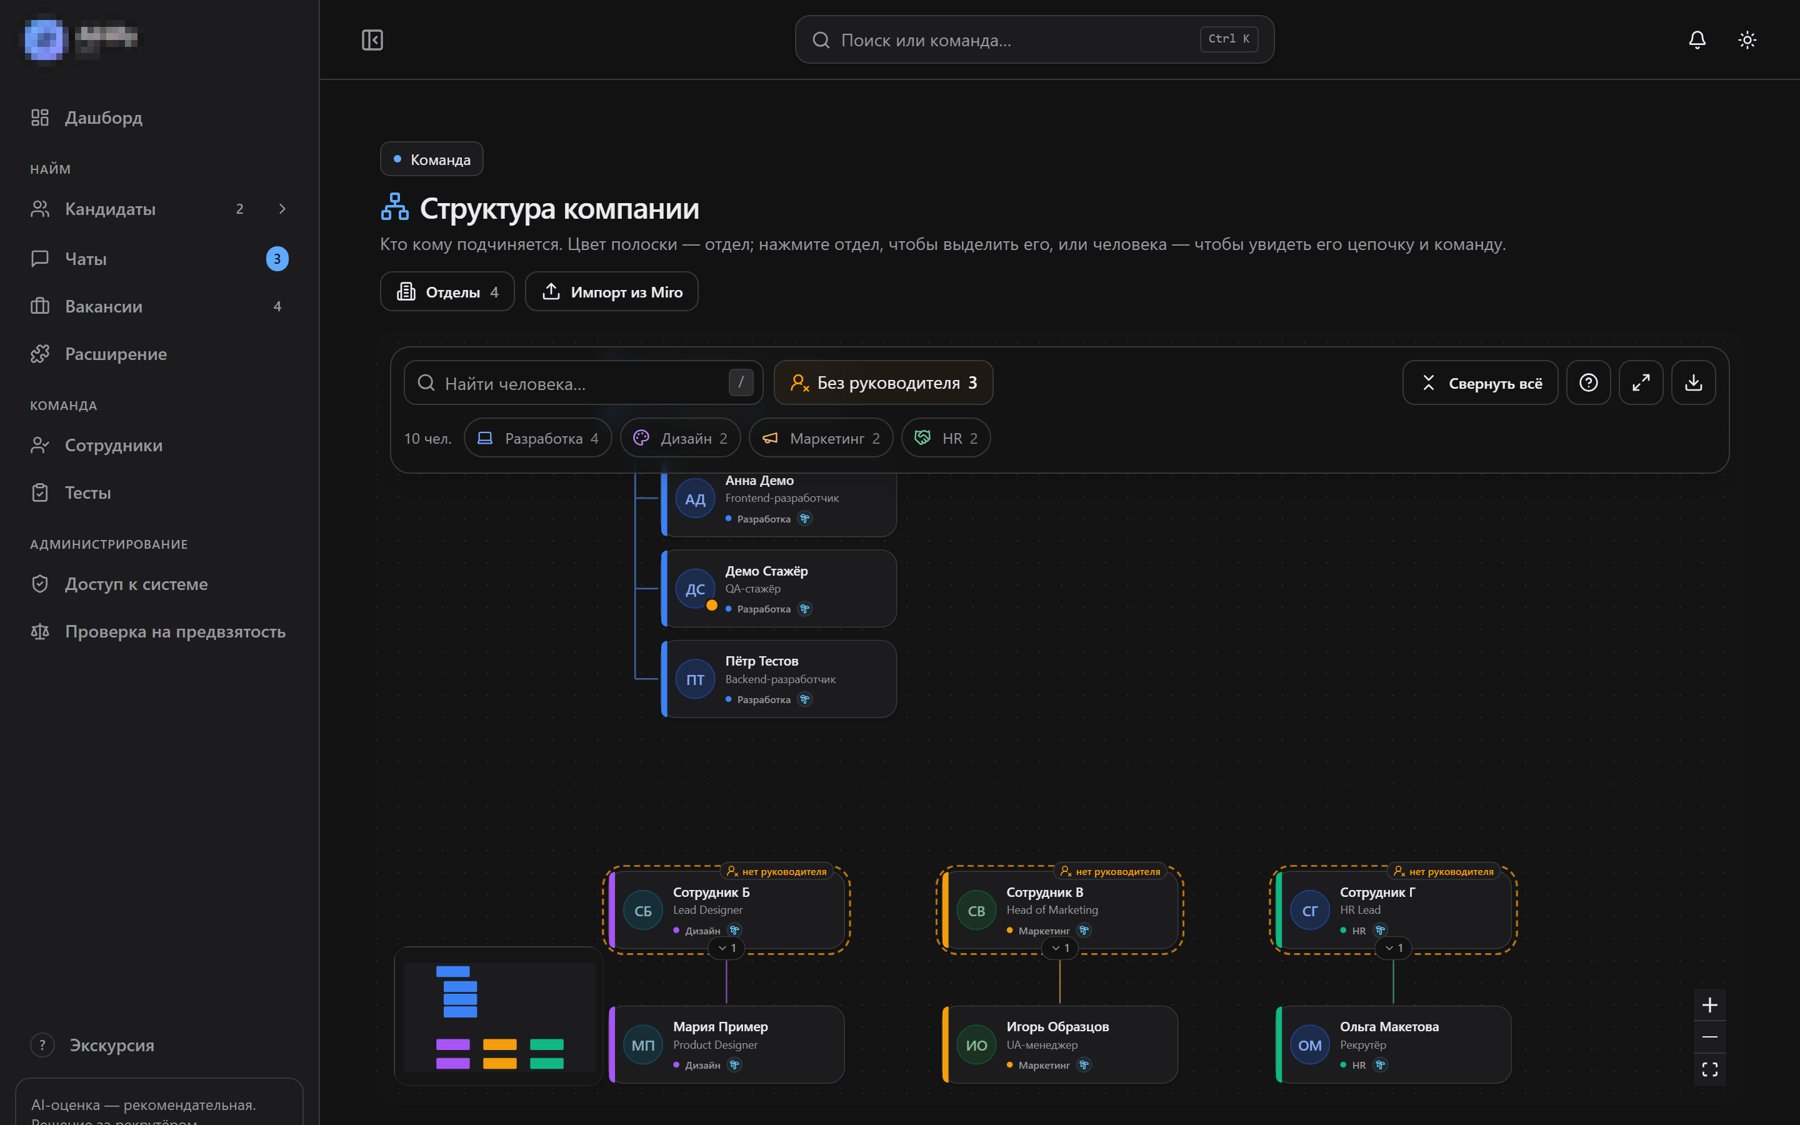 Поиск или команда...
Ctrl K
Дашборд
НАЙМ
Кандидаты 2
Чаты 3
Вакансии 4
Расширение
КОМАНДА
Сотрудники
Тесты
АДМИНИСТРИРОВАНИЕ
Доступ к системе
Проверка на предвзятость
? Экскурсия
AI-оценка — рекомендательная.
Решение за рекрутёром
Команда
Структура компании
Кто кому подчиняется. Цвет полоски — отдел; нажмите отдел, чтобы выделить его, или человека — чтобы увидеть его цепочку и команду.
Отделы 4
Импорт из Miro
Найти человека...
/
Без руководителя 3
Свернуть всё
10 чел.
Разработка 4
Дизайн 2
Маркетинг 2
HR 2
АД
Анна Демо
Frontend-разработчик
Разработка
ДС
Демо Стажёр
QA-стажёр
Разработка
ПТ
Пётр Тестов
Backend-разработчик
Разработка
нет руководителя
СБ
Сотрудник Б
Lead Designer
Дизайн
1
нет руководителя
СВ
Сотрудник В
Head of Marketing
Маркетинг
1
нет руководителя
СГ
Сотрудник Г
HR Lead
HR
1
МП
Мария Пример
Product Designer
Дизайн
ИО
Игорь Образцов
UA-менеджер
Маркетинг
ОМ
Ольга Макетова
Рекрутёр
HR